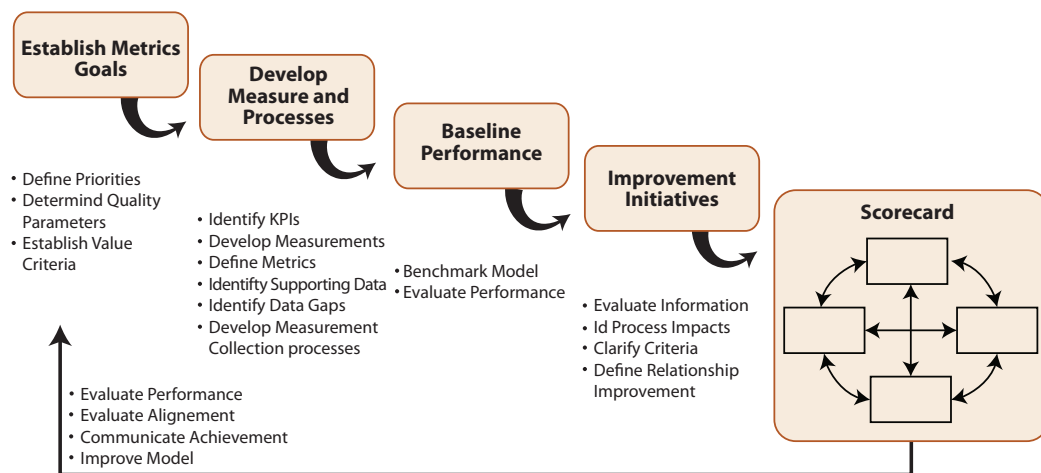 Establish Metrics
Goals
Develop
Measure and
Processes
Baseline
Performance
Improvement
Initiatives
Scorecard
• Define Priorities
• Determind Quality
Parameters
• Establish Value
Criteria
• Identify KPIs
• Develop Measurements
• Define Metrics
• Identifty Supporting Data
• Identify Data Gaps
• Develop Measurement
Collection processes
• Benchmark Model
• Evaluate Performance
• Evaluate Information
• Id Process Impacts
• Clarify Criteria
• Define Relationship
Improvement
• Evaluate Performance
• Evaluate Alignement
• Communicate Achievement
• Improve Model